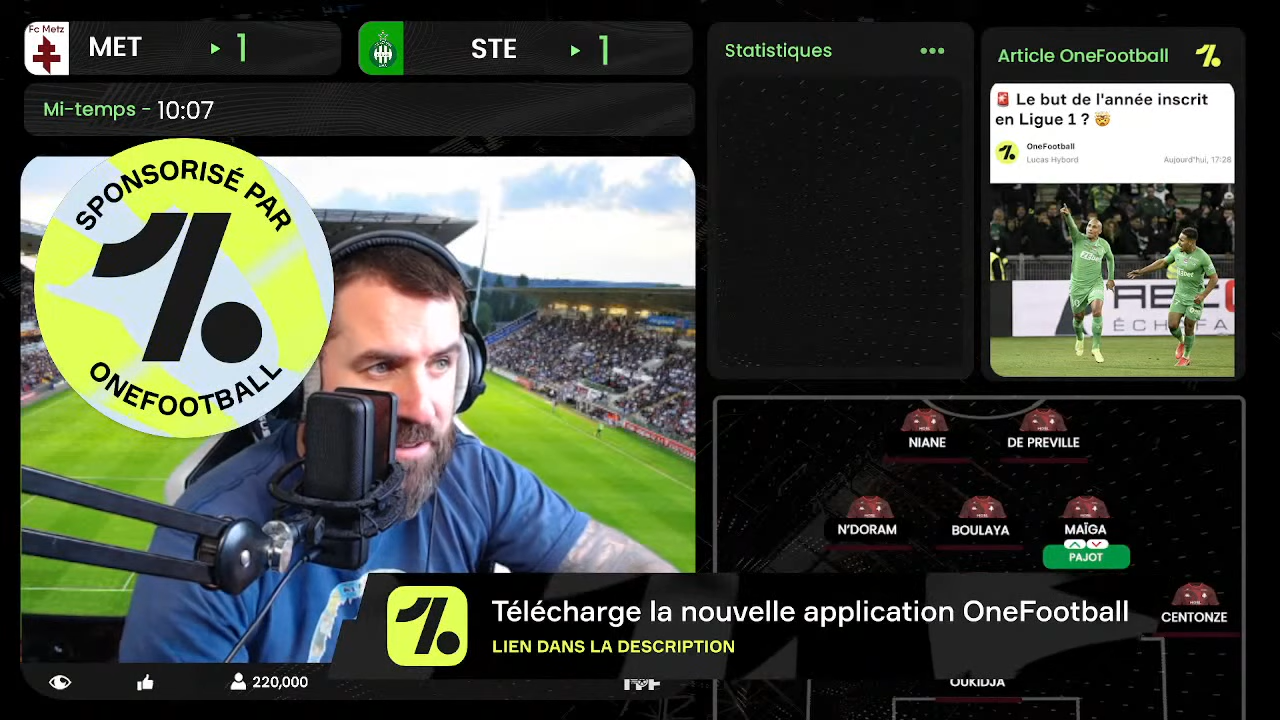 Fc Metz
MET 1
STE 1
Mi-temps - 10:07
SPONSORISÉ PAR
ONEFOOTBALL
Statistiques
Article OneFootball
🚨 Le but de l'année inscrit
en Ligue 1 ? 🤯
OneFootball
Lucas Hybord
Aujourd'hui, 17:28
NIANE
DE PREVILLE
N'DORAM
BOULAYA
MAÏGA
PAJOT
CENTONZE
OUKIDJA
Télécharge la nouvelle application OneFootball
LIEN DANS LA DESCRIPTION
220,000